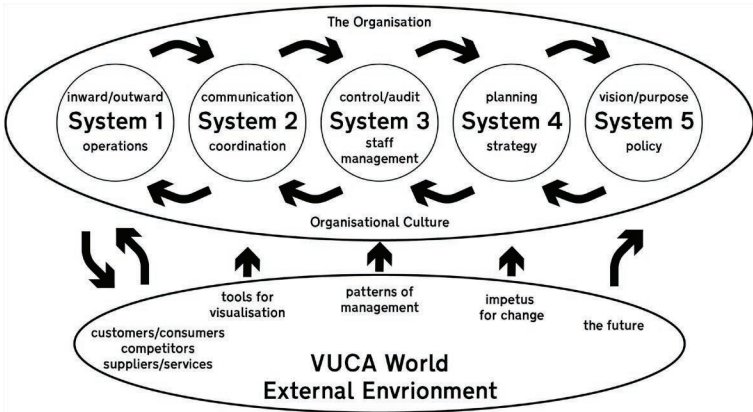 The Organisation
inward/outward
System 1
operations
communication
System 2
coordination
control/audit
System 3
staff
management
planning
System 4
strategy
vision/purpose
System 5
policy
Organisational Culture
customers/consumers
competitors
suppliers/services
tools for
visualisation
patterns of
management
impetus
for change
the future
VUCA World
External Envrionment